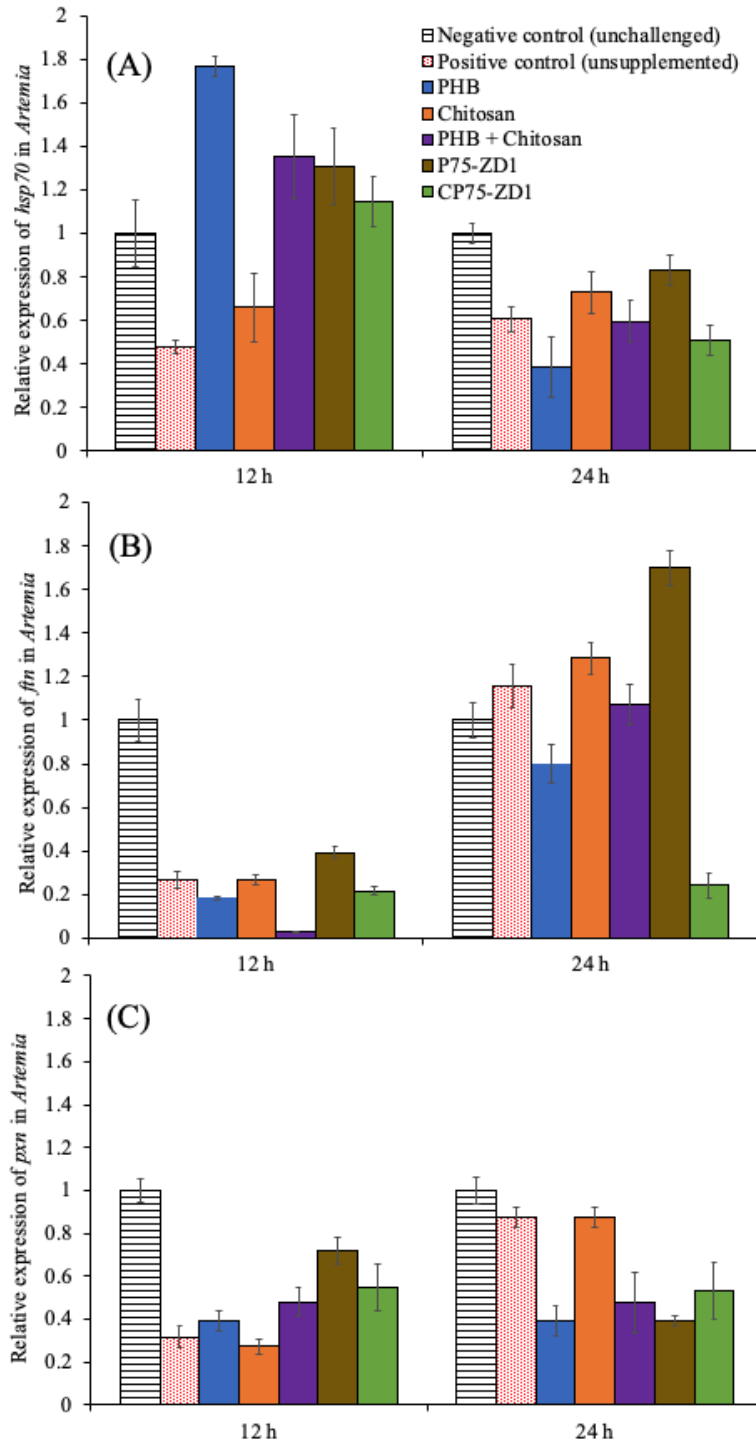 (A)
Negative control (unchallenged)
Positive control (unsupplemented)
PHB
Chitosan
PHB + Chitosan
P75-ZD1
CP75-ZD1
Relative expression of hsp70 in Artemia
2
1.8
1.6
1.4
1.2
1
0.8
0.6
0.4
0.2
0
12 h
24 h
(B)
Relative expression of ftn in Artemia
2
1.8
1.6
1.4
1.2
1
0.8
0.6
0.4
0.2
0
12 h
24 h
(C)
Relative expression of pxn in Artemia
2
1.8
1.6
1.4
1.2
1
0.8
0.6
0.4
0.2
0
12 h
24 h